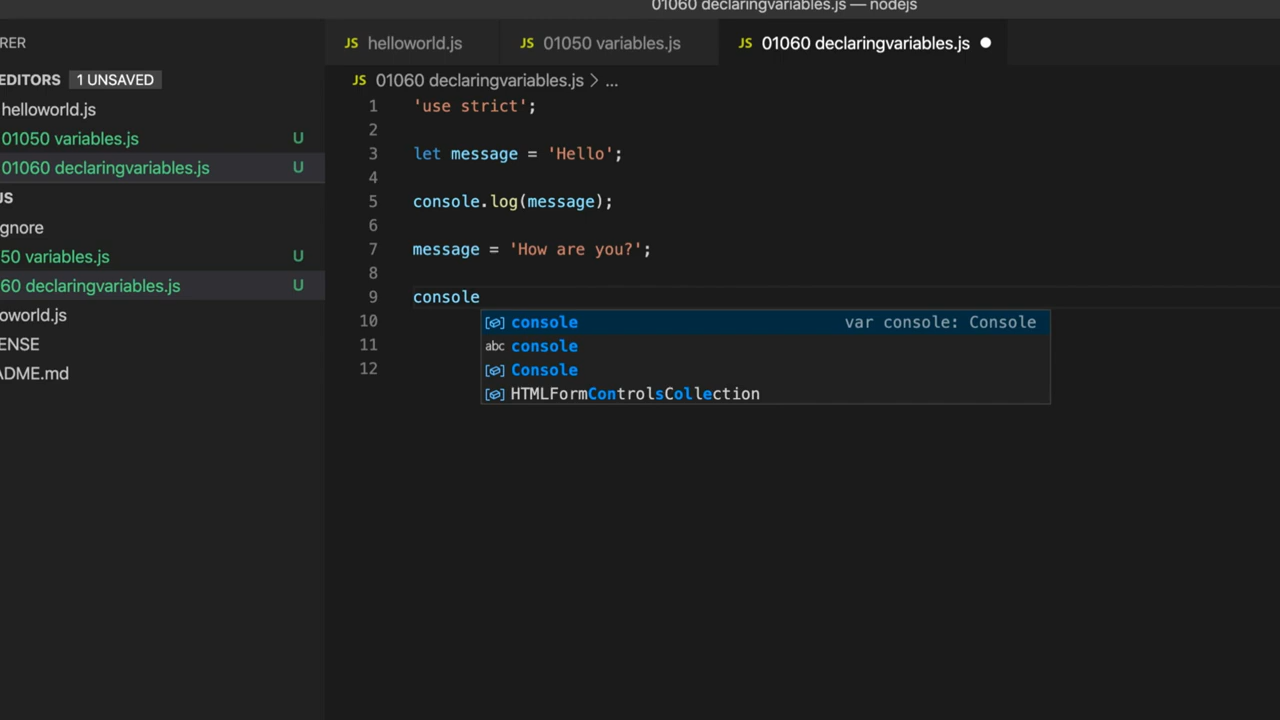 01060 declaringvariables.js — nodejs
RER
JS helloworld.js
JS 01050 variables.js
JS 01060 declaringvariables.js
EDITORS 1 UNSAVED
helloworld.js
01050 variables.js U
01060 declaringvariables.js U
JS
gnore
50 variables.js U
60 declaringvariables.js U
oworld.js
ENSE
ADME.md
JS 01060 declaringvariables.js > ...
1 'use strict';
2
3 let message = 'Hello';
4
5 console.log(message);
6
7 message = 'How are you?';
8
9 console
10
11
12
console var console: Console
abc console
Console
HTMLFormControlsCollection